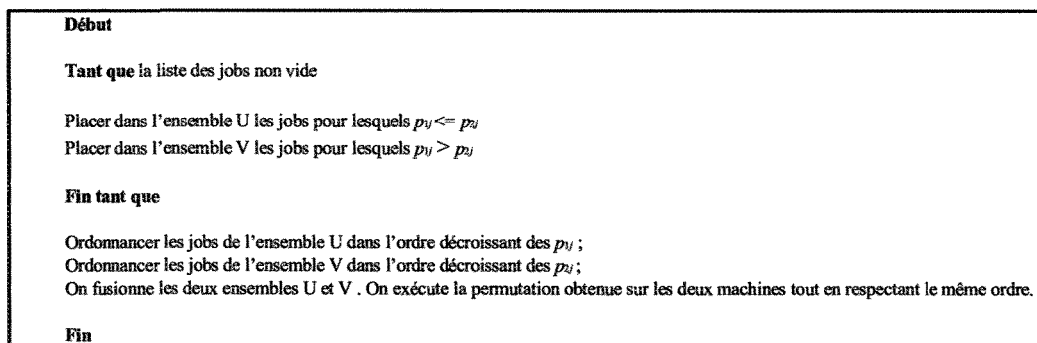 Début
Tant que la liste des jobs non vide
Placer dans l'ensemble U les jobs pour lesquels p1j <= p2j
Placer dans l'ensemble V les jobs pour lesquels p1j > p2j
Fin tant que
Ordonnancer les jobs de l'ensemble U dans l'ordre décroissant des p1j ;
Ordonnancer les jobs de l'ensemble V dans l'ordre décroissant des p2j ;
On fusionne les deux ensembles U et V . On exécute la permutation obtenue sur les deux machines tout en respectant le même ordre.
Fin